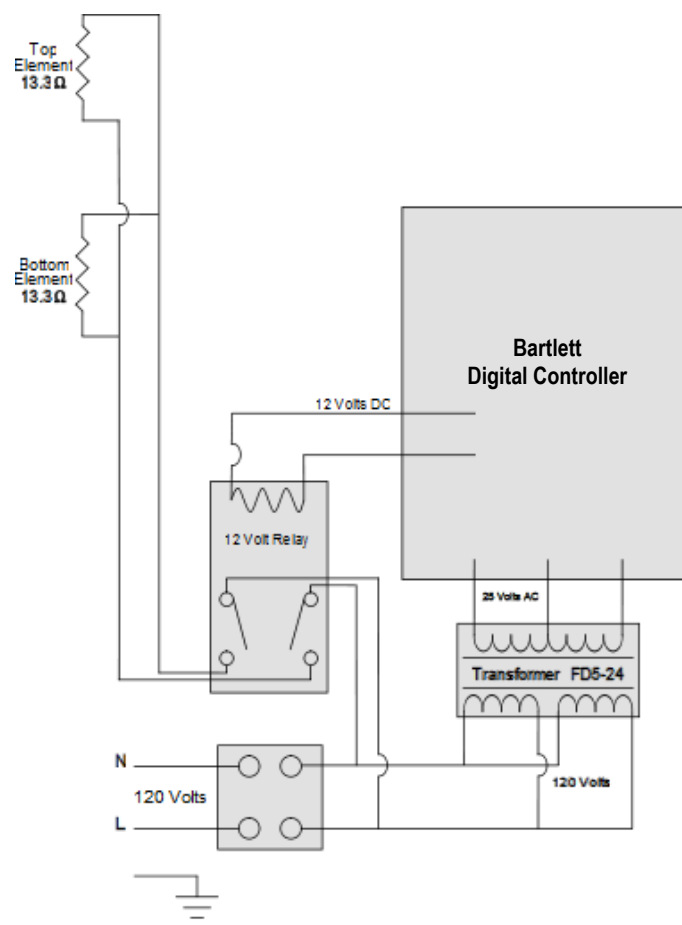 Top
Element
13.3Ω
Bottom
Element
13.3Ω
Bartlett
Digital Controller
12 Volts DC
12 Volt Relay
25 Volts AC
Transformer FD5-24
N
120 Volts
L
120 Volts